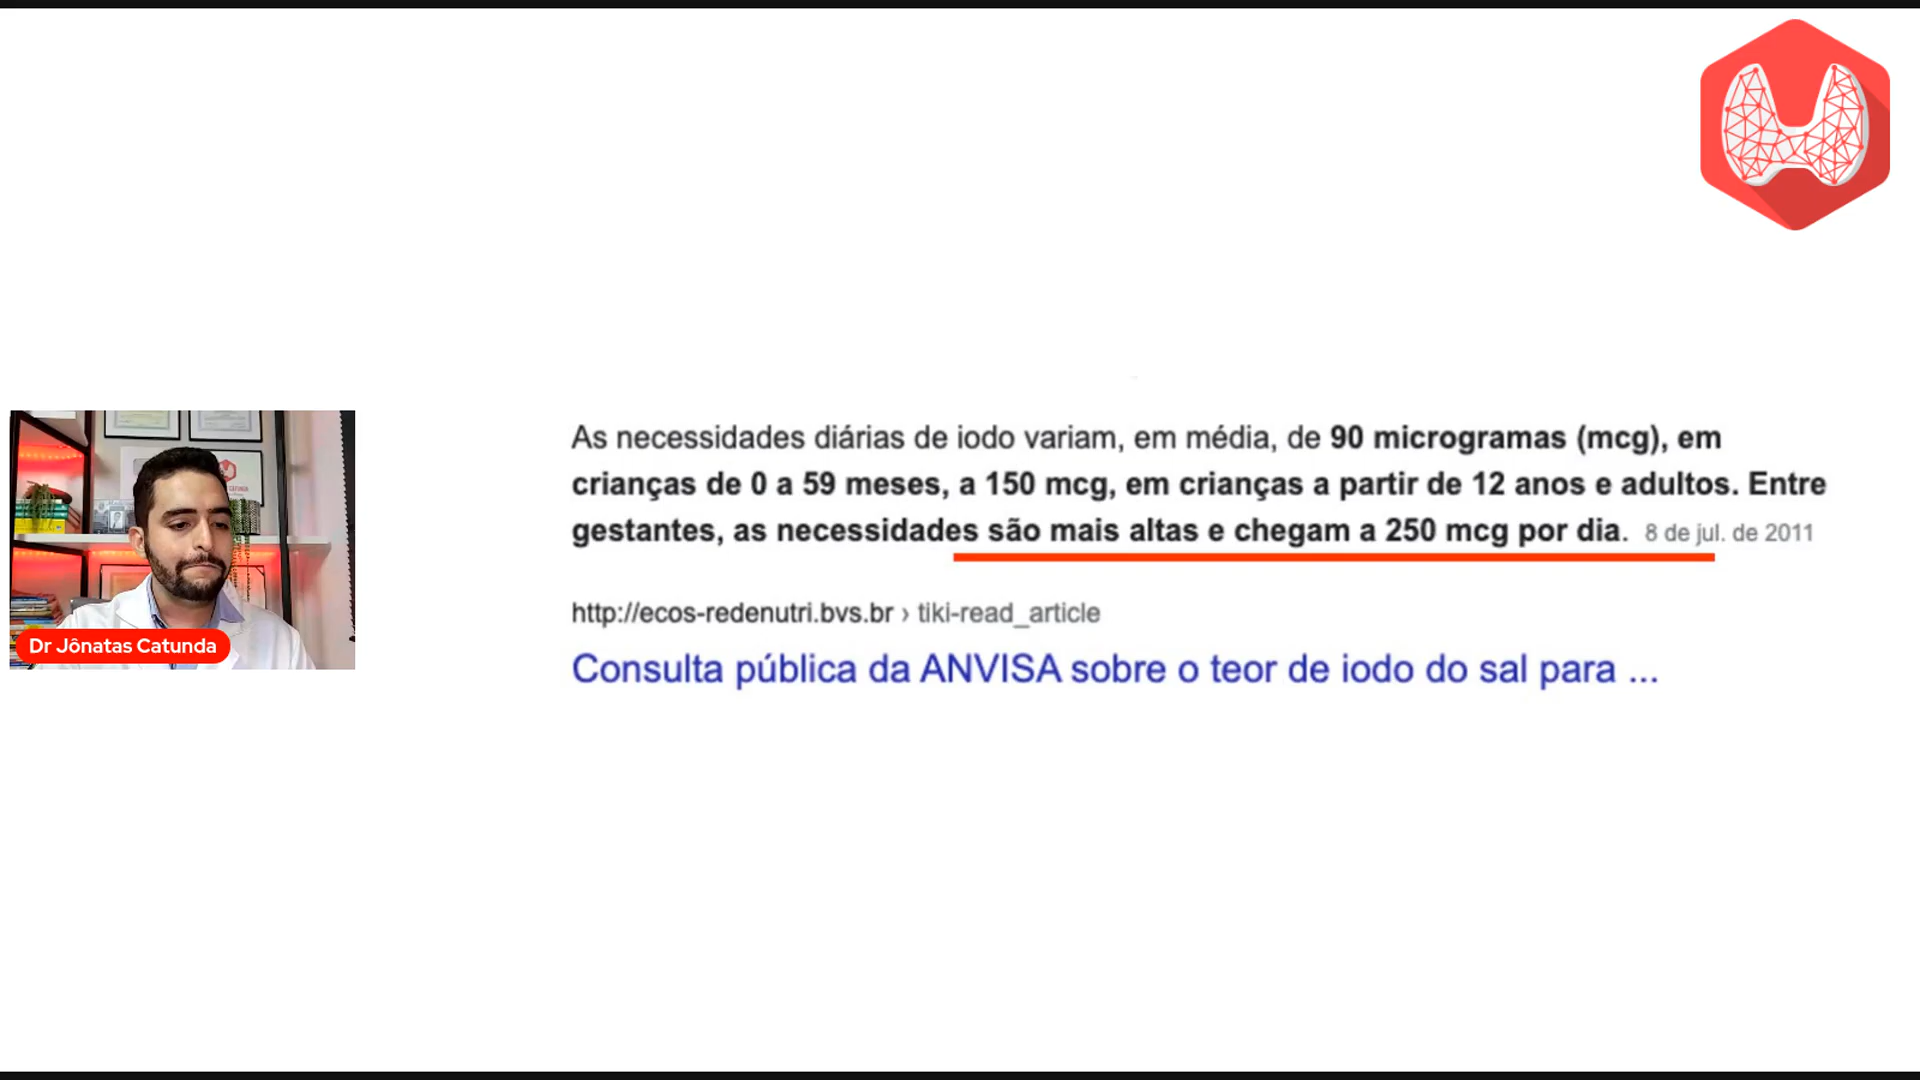 As necessidades diárias de iodo variam, em média, de 90 microgramas (mcg), em
crianças de 0 a 59 meses, a 150 mcg, em crianças a partir de 12 anos e adultos. Entre
gestantes, as necessidades são mais altas e chegam a 250 mcg por dia. 8 de jul. de 2011
http://ecos-redenutri.bvs.br › tiki-read_article
Consulta pública da ANVISA sobre o teor de iodo do sal para ...
Dr Jônatas Catunda